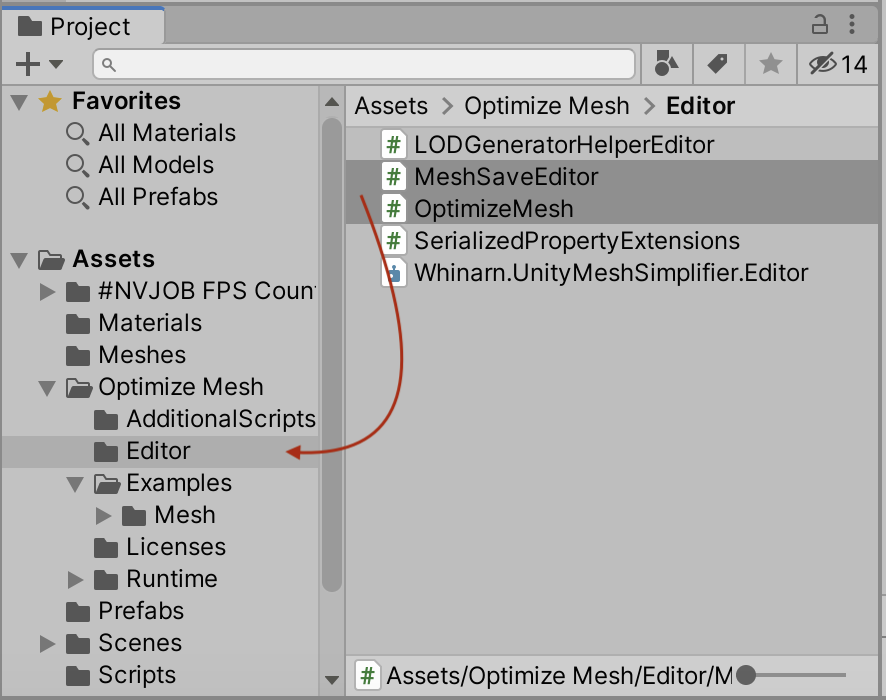 Project
14
Favorites
All Materials
All Models
All Prefabs
Assets
#NVJOB FPS Coun
Materials
Meshes
Optimize Mesh
AdditionalScripts
Editor
Examples
Mesh
Licenses
Runtime
Prefabs
Scenes
Scripts
Assets > Optimize Mesh > Editor
# LODGeneratorHelperEditor
# MeshSaveEditor
# OptimizeMesh
# SerializedPropertyExtensions
Whinarn.UnityMeshSimplifier.Editor
# Assets/Optimize Mesh/Editor/M